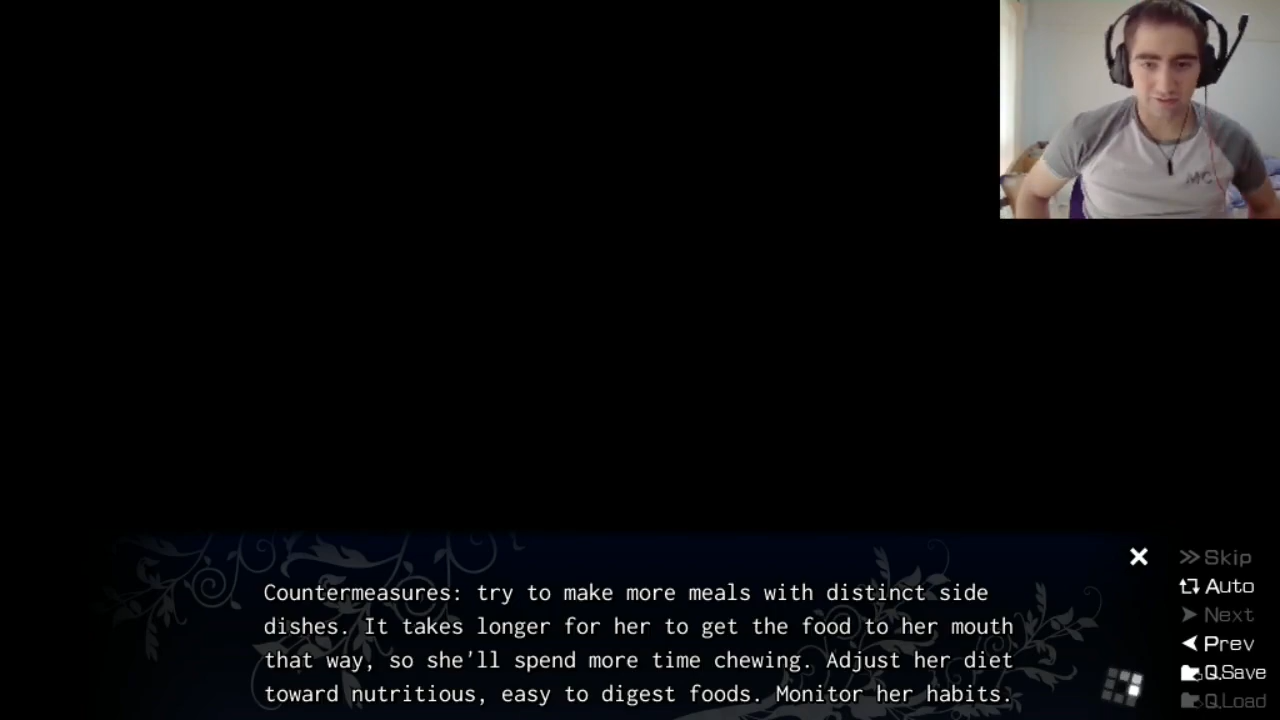 MC
Countermeasures: try to make more meals with distinct side
dishes. It takes longer for her to get the food to her mouth
that way, so she'll spend more time chewing. Adjust her diet
toward nutritious, easy to digest foods. Monitor her habits.
Skip
Auto
Next
Prev
Q.Save
Q.Load